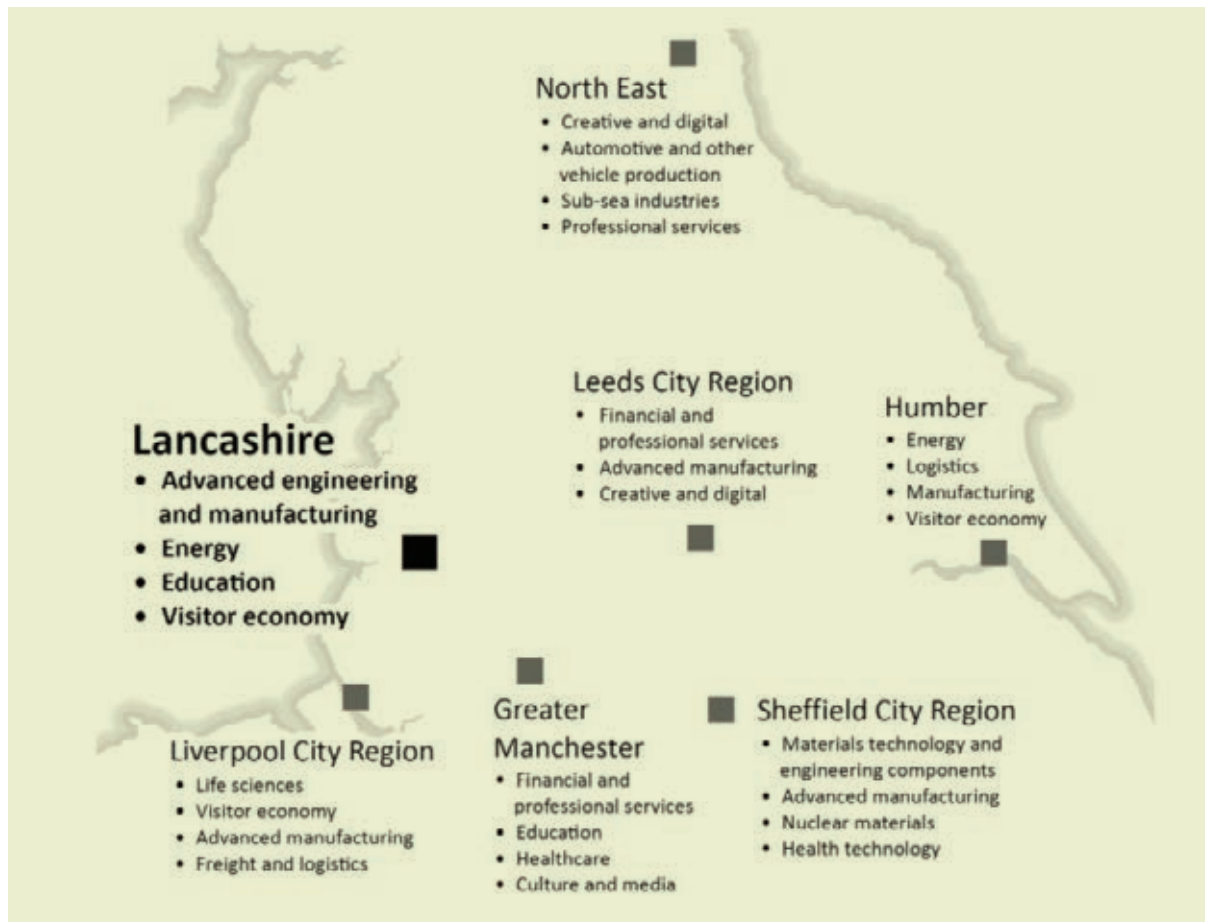 North East
• Creative and digital
• Automotive and other
vehicle production
• Sub-sea industries
• Professional services
Leeds City Region
• Financial and
professional services
• Advanced manufacturing
• Creative and digital
Humber
• Energy
• Logistics
• Manufacturing
• Visitor economy
Lancashire
• Advanced engineering
and manufacturing
• Energy
• Education
• Visitor economy
Liverpool City Region
• Life sciences
• Visitor economy
• Advanced manufacturing
• Freight and logistics
Greater
Manchester
• Financial and
professional services
• Education
• Healthcare
• Culture and media
Sheffield City Region
• Materials technology and
engineering components
• Advanced manufacturing
• Nuclear materials
• Health technology